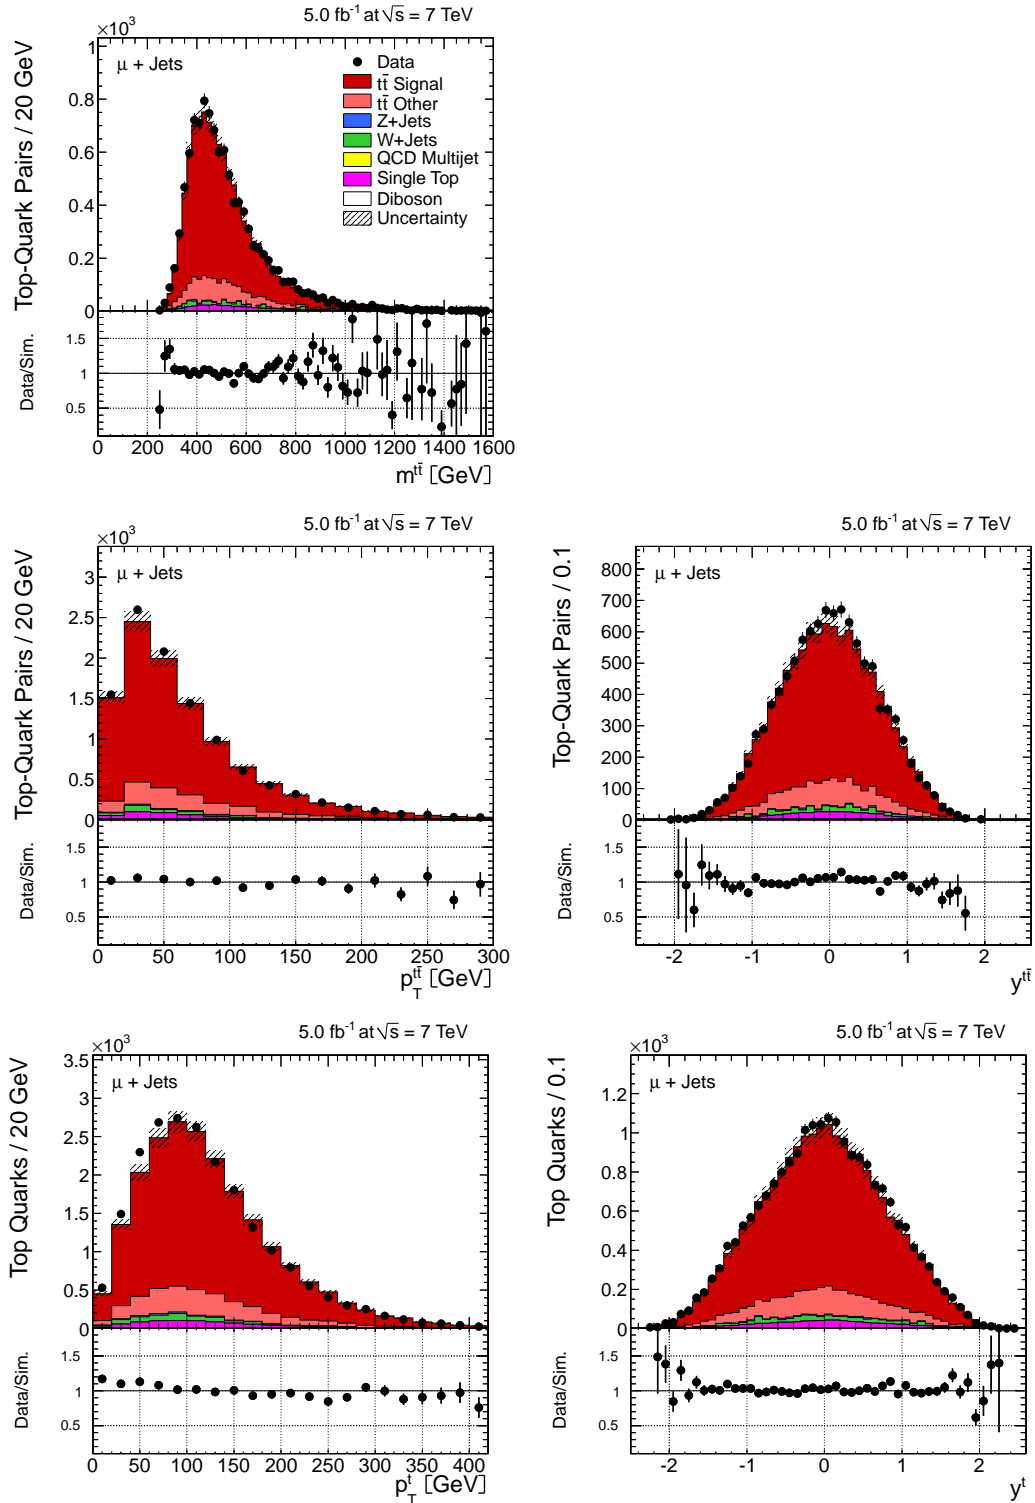 5.0 fb⁻¹ at √s = 7 TeV
×10³
μ + Jets
Data
tt̄ Signal
tt̄ Other
Z+Jets
W+Jets
QCD Multijet
Single Top
Diboson
Uncertainty
Top-Quark Pairs / 20 GeV
1
0.8
0.6
0.4
0.2
0
Data/Sim.
1.5
1
0.5
0 200 400 600 800 1000 1200 1400 1600
m^tt̄ [GeV]
5.0 fb⁻¹ at √s = 7 TeV
×10³
μ + Jets
Top-Quark Pairs / 20 GeV
3
2.5
2
1.5
1
0.5
0
Data/Sim.
1.5
1
0.5
0 50 100 150 200 250 300
p_T^tt̄ [GeV]
5.0 fb⁻¹ at √s = 7 TeV
μ + Jets
Top-Quark Pairs / 0.1
800
700
600
500
400
300
200
100
0
Data/Sim.
1.5
1
0.5
-2 -1 0 1 2
y^tt̄
5.0 fb⁻¹ at √s = 7 TeV
×10³
μ + Jets
Top Quarks / 20 GeV
3.5
3
2.5
2
1.5
1
0.5
0
Data/Sim.
1.5
1
0.5
0 50 100 150 200 250 300 350 400
p_T^t [GeV]
5.0 fb⁻¹ at √s = 7 TeV
×10³
μ + Jets
Top Quarks / 0.1
1.2
1
0.8
0.6
0.4
0.2
0
Data/Sim.
1.5
1
0.5
-2 -1 0 1 2
y^t